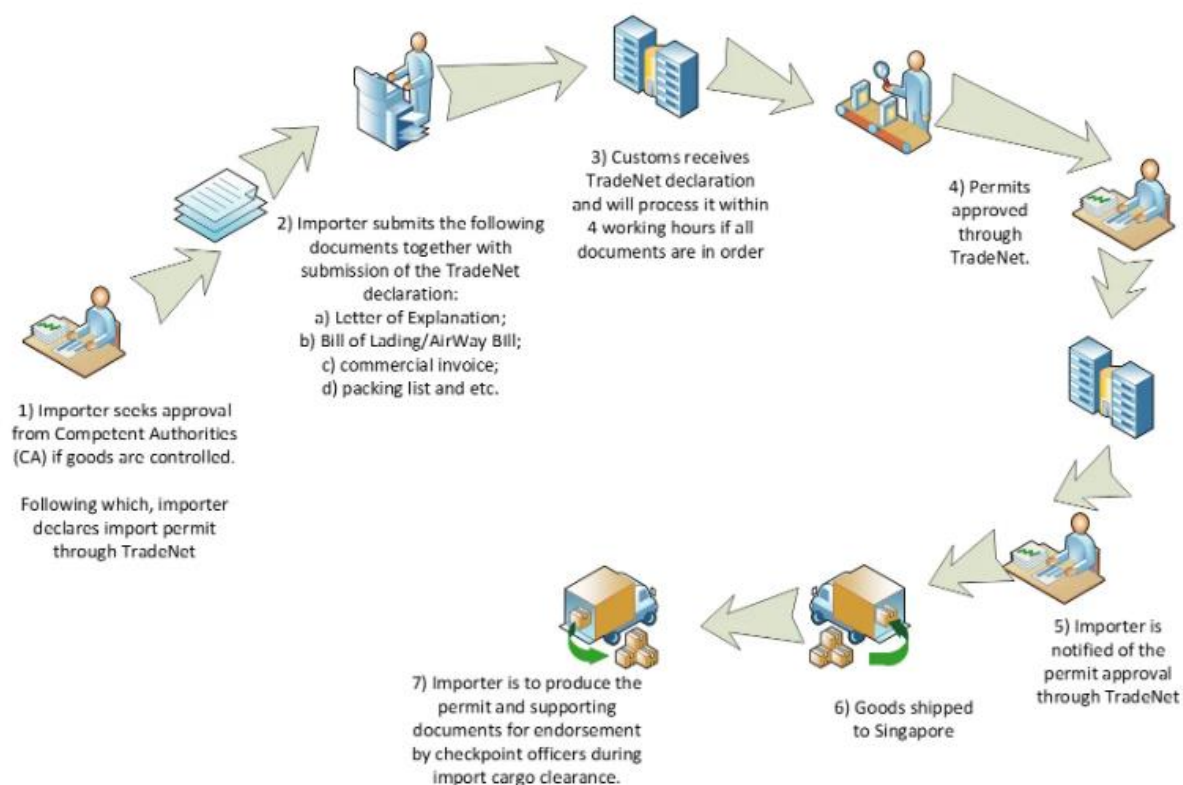 1) Importer seeks approval
from Competent Authorities
(CA) if goods are controlled.
Following which, importer
declares import permit
through TradeNet
2) Importer submits the following
documents together with
submission of the TradeNet
declaration:
a) Letter of Explanation;
b) Bill of Lading/AirWay Bill;
c) commercial invoice;
d) packing list and etc.
3) Customs receives
TradeNet declaration
and will process it within
4 working hours if all
documents are in order
4) Permits
approved
through
TradeNet.
5) Importer is
notified of the
permit approval
through TradeNet
6) Goods shipped
to Singapore
7) Importer is to produce the
permit and supporting
documents for endorsement
by checkpoint officers during
import cargo clearance.